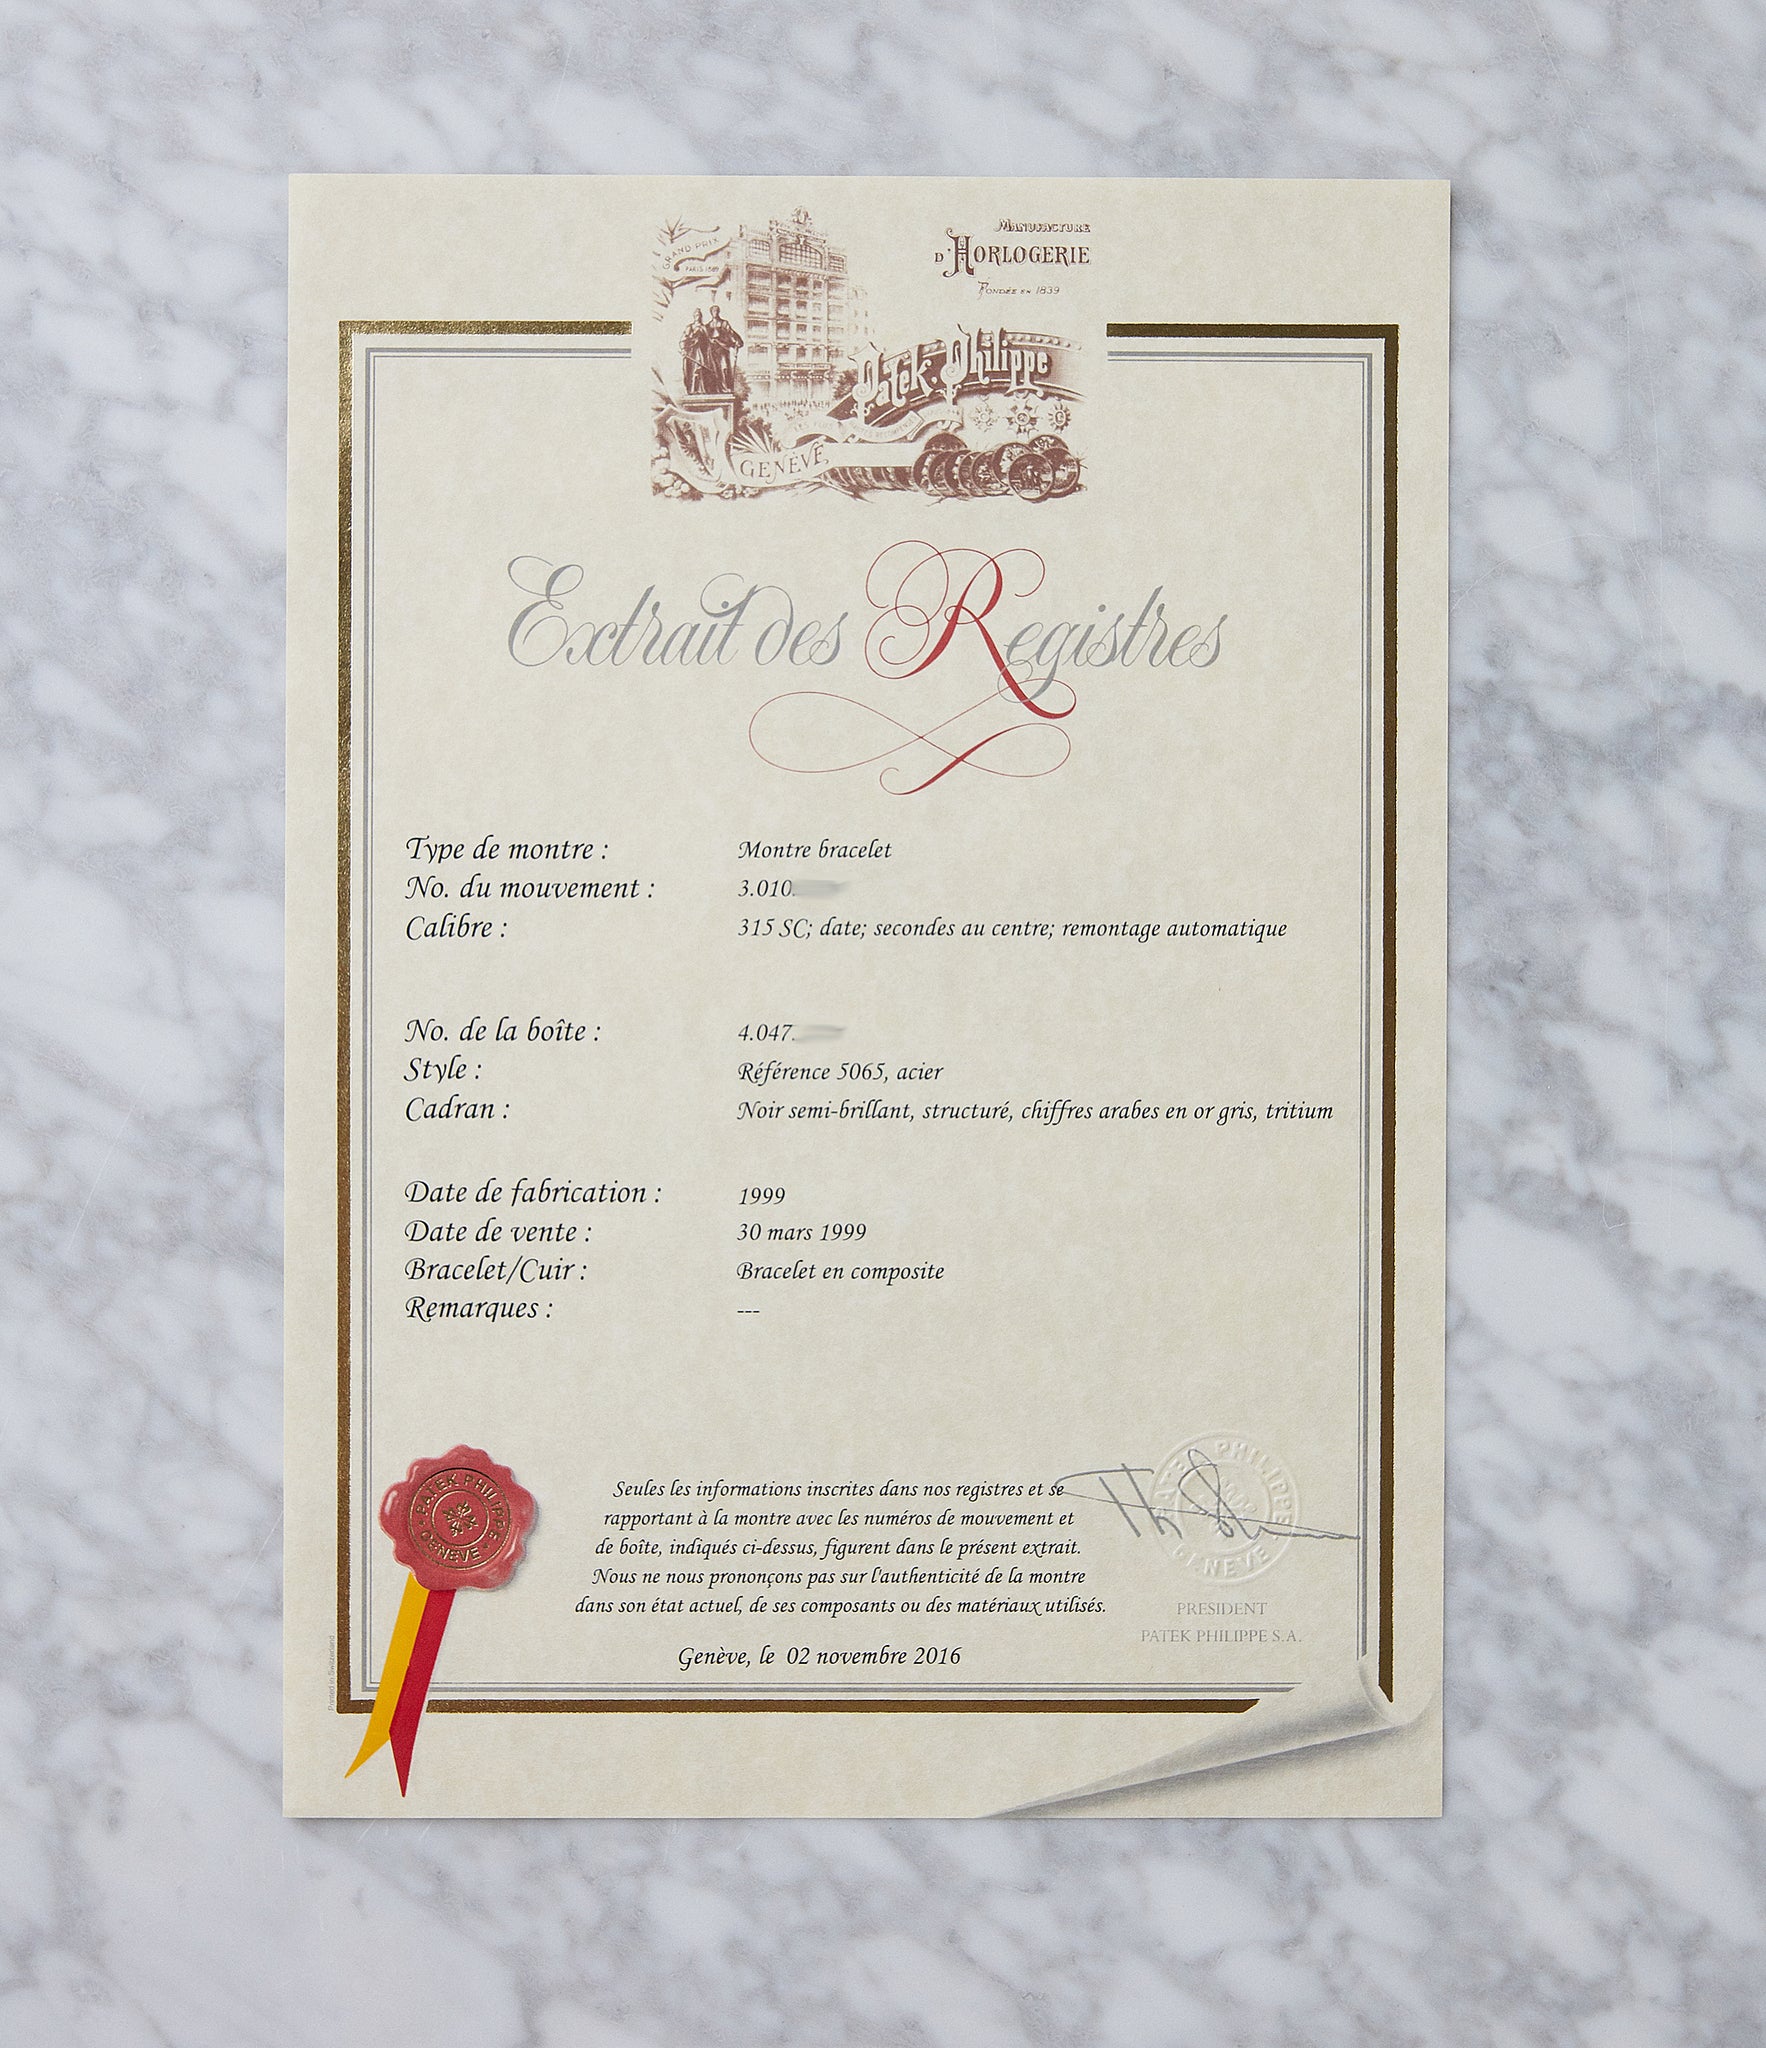 GRAND PRIX
PARIS 1889
MANUFACTURE
D'HORLOGERIE
FONDÉE EN 1839
Patek. Philippe
GENÈVE
Extrait des Registres
Type de montre : Montre bracelet
No. du mouvement : 3.010.
Calibre : 315 SC; date; secondes au centre; remontage automatique
No. de la boîte : 4.047.
Style : Référence 5065, acier
Cadran : Noir semi-brillant, structuré, chiffres arabes en or gris, tritium
Date de fabrication : 1999
Date de vente : 30 mars 1999
Bracelet/Cuir : Bracelet en composite
Remarques : ---
PATEK PHILIPPE
GENEVE
Seules les informations inscrites dans nos registres et se
rapportant à la montre avec les numéros de mouvement et
de boîte, indiqués ci-dessus, figurent dans le présent extrait.
Nous ne nous prononçons pas sur l'authenticité de la montre
dans son état actuel, de ses composants ou des matériaux utilisés.
Genève, le 02 novembre 2016
PATEK PHILIPPE
GENEVE
PRESIDENT
PATEK PHILIPPE S.A.
Printed in Switzerland